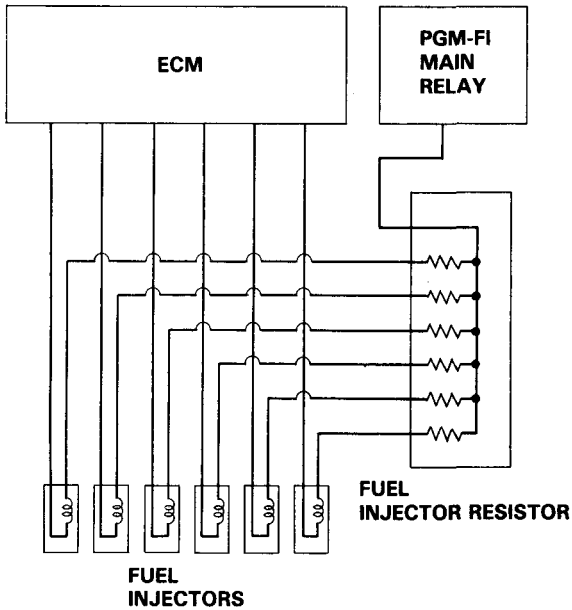 ECM
PGM-FI
MAIN
RELAY
FUEL
INJECTOR RESISTOR
FUEL
INJECTORS